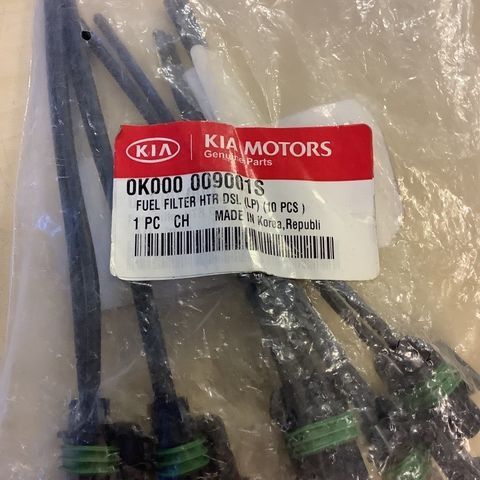 KIA KIA MOTORS
Genuine Parts
0K000 009001S
FUEL FILTER HTR DSL (LP) (10 PCS )
1 PC CH MADE IN Korea,Republi